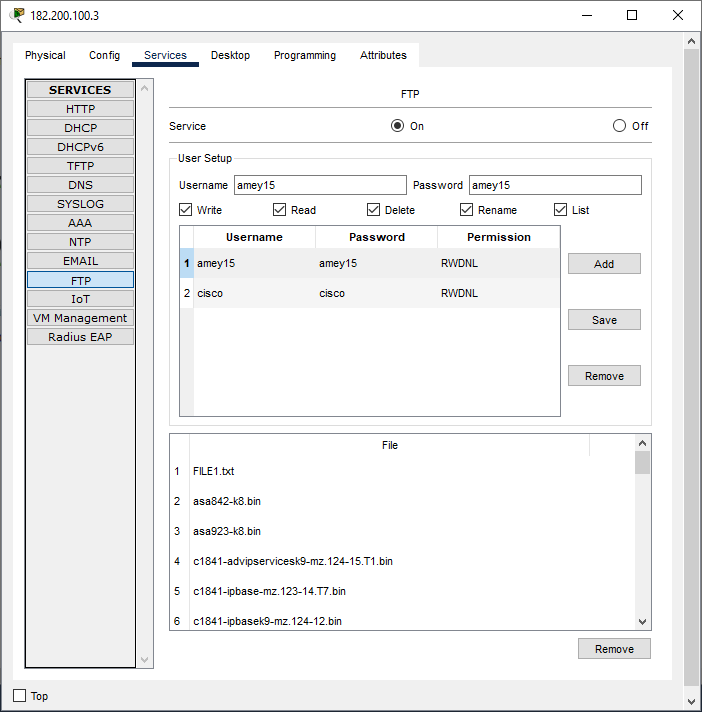 182.200.100.3
Physical Config Services Desktop Programming Attributes
SERVICES
HTTP
DHCP
DHCPv6
TFTP
DNS
SYSLOG
AAA
NTP
EMAIL
FTP
IoT
VM Management
Radius EAP
FTP
Service On Off
User Setup
Username amey15 Password amey15
Write Read Delete Rename List
Username Password Permission
1 amey15 amey15 RWDNL
2 cisco cisco RWDNL
Add
Save
Remove
File
1 FILE1.txt
2 asa842-k8.bin
3 asa923-k8.bin
4 c1841-advipservicesk9-mz.124-15.T1.bin
5 c1841-ipbase-mz.123-14.T7.bin
6 c1841-ipbasek9-mz.124-12.bin
Remove
Top